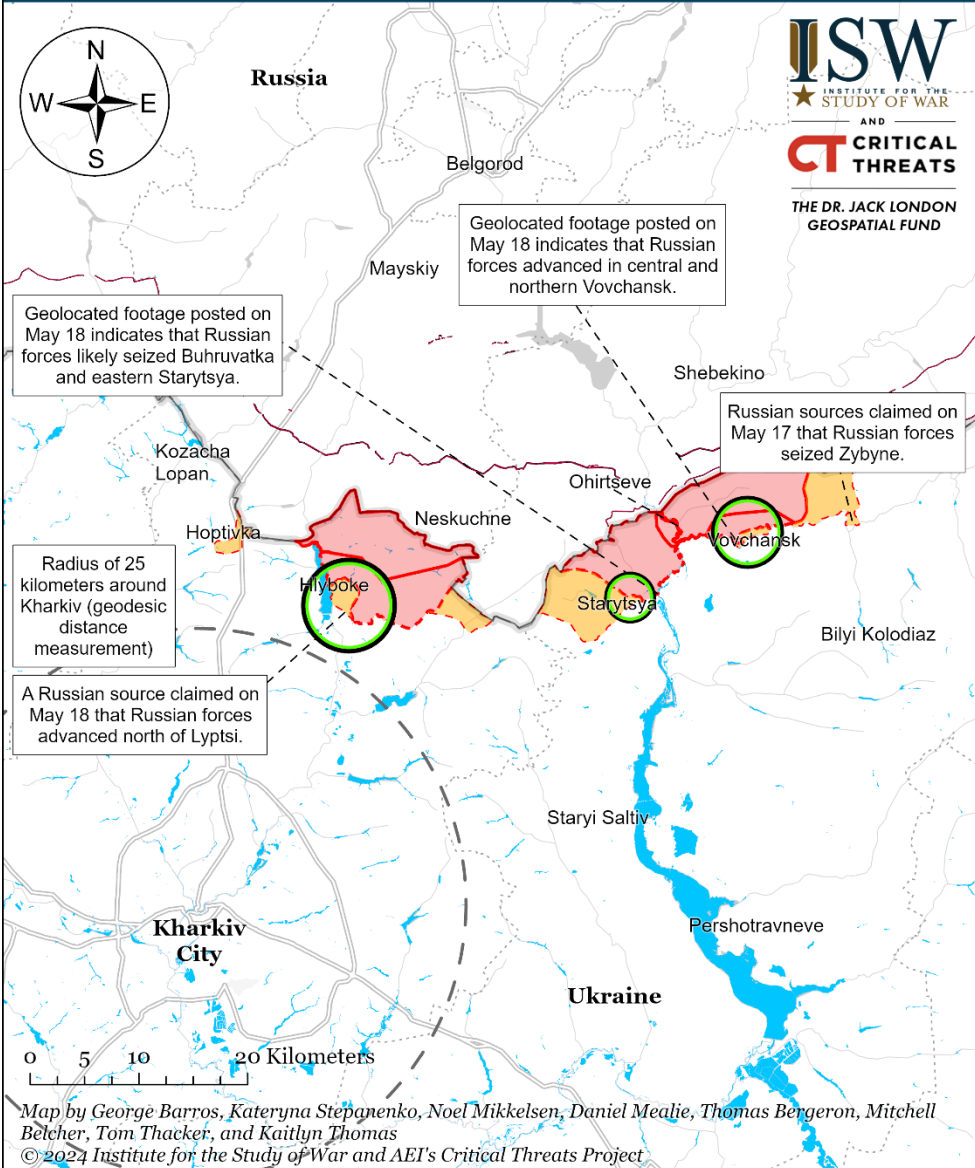 N
W
E
S
Russia
ISW
INSTITUTE FOR THE
STUDY OF WAR
AND
CT CRITICAL
THREATS
THE DR. JACK LONDON
GEOSPATIAL FUND
Belgorod
Geolocated footage posted on
May 18 indicates that Russian
forces advanced in central and
northern Vovchansk.
Mayskiy
Geolocated footage posted on
May 18 indicates that Russian
forces likely seized Buhruvatka
and eastern Starytsya.
Shebekino
Russian sources claimed on
May 17 that Russian forces
seized Zybyne.
Kozacha
Lopan
Ohirtseve
Neskuchne
Hoptivka
Vovchansk
Radius of 25
kilometers around
Kharkiv (geodesic
distance
measurement)
Hlyboke
Starytsya
Bilyi Kolodiaz
A Russian source claimed on
May 18 that Russian forces
advanced north of Lyptsi.
Staryi Saltiv
Kharkiv
City
Pershotravneve
Ukraine
0 5 10 20 Kilometers
Map by George Barros, Kateryna Stepanenko, Noel Mikkelsen, Daniel Mealie, Thomas Bergeron, Mitchell
Belcher, Tom Thacker, and Kaitlyn Thomas
© 2024 Institute for the Study of War and AEI's Critical Threats Project